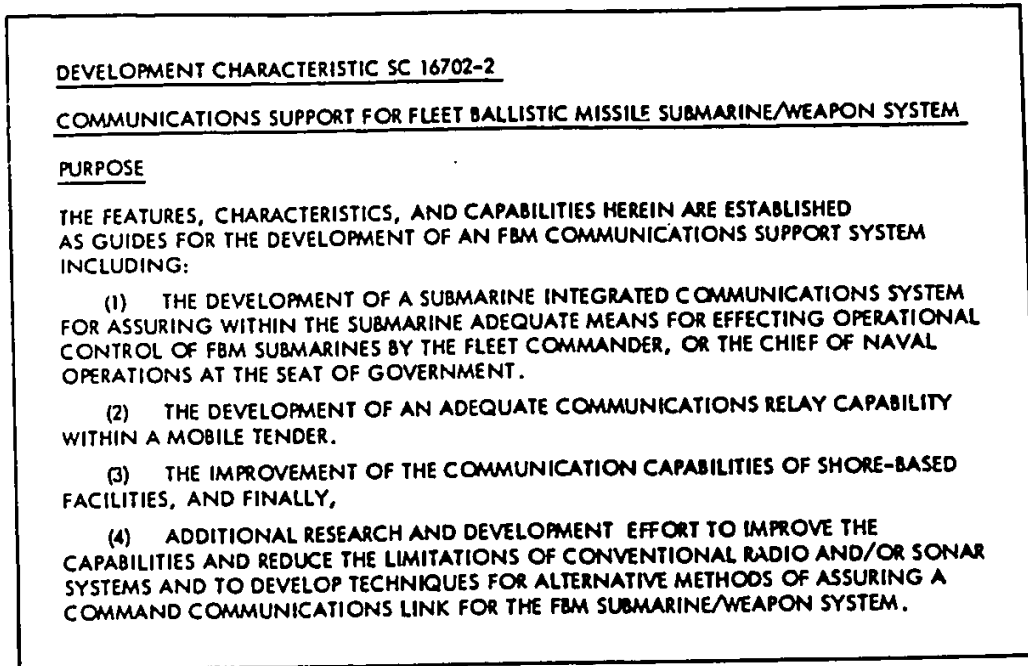 DEVELOPMENT CHARACTERISTIC SC 16702-2
COMMUNICATIONS SUPPORT FOR FLEET BALLISTIC MISSILE SUBMARINE/WEAPON SYSTEM
PURPOSE
THE FEATURES, CHARACTERISTICS, AND CAPABILITIES HEREIN ARE ESTABLISHED
AS GUIDES FOR THE DEVELOPMENT OF AN FBM COMMUNICATIONS SUPPORT SYSTEM
INCLUDING:
(1) THE DEVELOPMENT OF A SUBMARINE INTEGRATED COMMUNICATIONS SYSTEM
FOR ASSURING WITHIN THE SUBMARINE ADEQUATE MEANS FOR EFFECTING OPERATIONAL
CONTROL OF FBM SUBMARINES BY THE FLEET COMMANDER, OR THE CHIEF OF NAVAL
OPERATIONS AT THE SEAT OF GOVERNMENT.
(2) THE DEVELOPMENT OF AN ADEQUATE COMMUNICATIONS RELAY CAPABILITY
WITHIN A MOBILE TENDER.
(3) THE IMPROVEMENT OF THE COMMUNICATION CAPABILITIES OF SHORE-BASED
FACILITIES, AND FINALLY,
(4) ADDITIONAL RESEARCH AND DEVELOPMENT EFFORT TO IMPROVE THE
CAPABILITIES AND REDUCE THE LIMITATIONS OF CONVENTIONAL RADIO AND/OR SONAR
SYSTEMS AND TO DEVELOP TECHNIQUES FOR ALTERNATIVE METHODS OF ASSURING A
COMMAND COMMUNICATIONS LINK FOR THE FBM SUBMARINE/WEAPON SYSTEM.